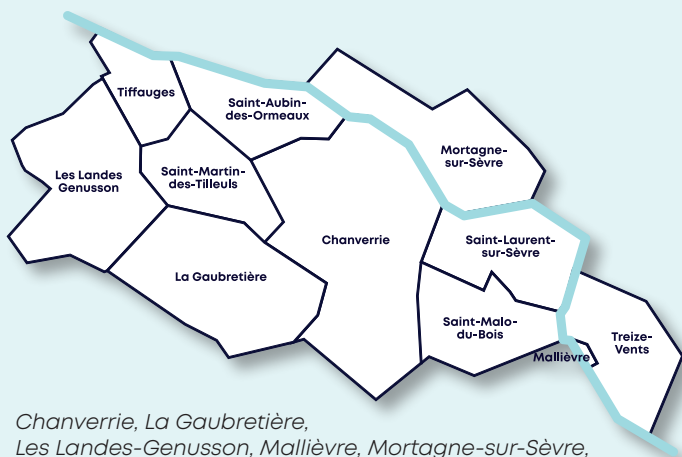 Tiffauges
Saint-Aubin-
des-Ormeaux
Mortagne-
sur-Sèvre
Les Landes
Genusson
Saint-Martin-
des-Tilleuls
Chanverrie
Saint-Laurent-
sur-Sèvre
La Gaubretière
Saint-Malo-
du-Bois
Treize-
Vents
Mallièvre
Chanverrie, La Gaubretière,
Les Landes-Genusson, Mallièvre, Mortagne-sur-Sèvre,